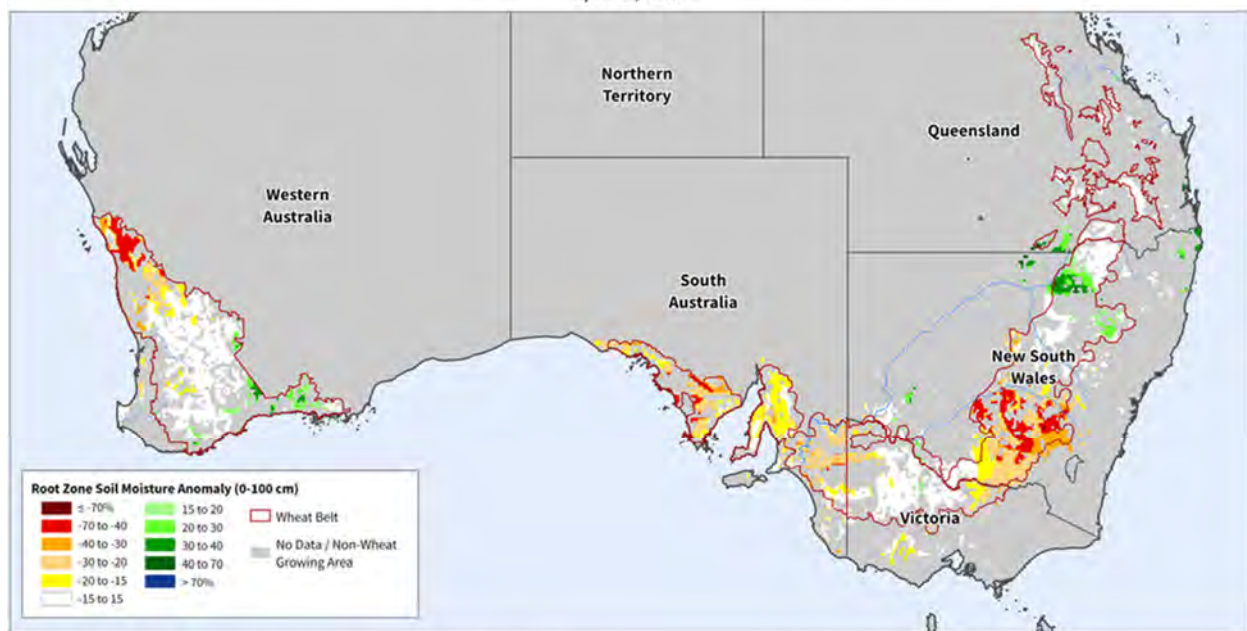 Northern
Territory
Queensland
Western
Australia
South
Australia
New South
Wales
Victoria
Root Zone Soil Moisture Anomaly (0-100 cm)
≤ -70%
-70 to -40
-40 to -30
-30 to -20
-20 to -15
-15 to 15
15 to 20
20 to 30
30 to 40
40 to 70
> 70%
Wheat Belt
No Data / Non-Wheat
Growing Area